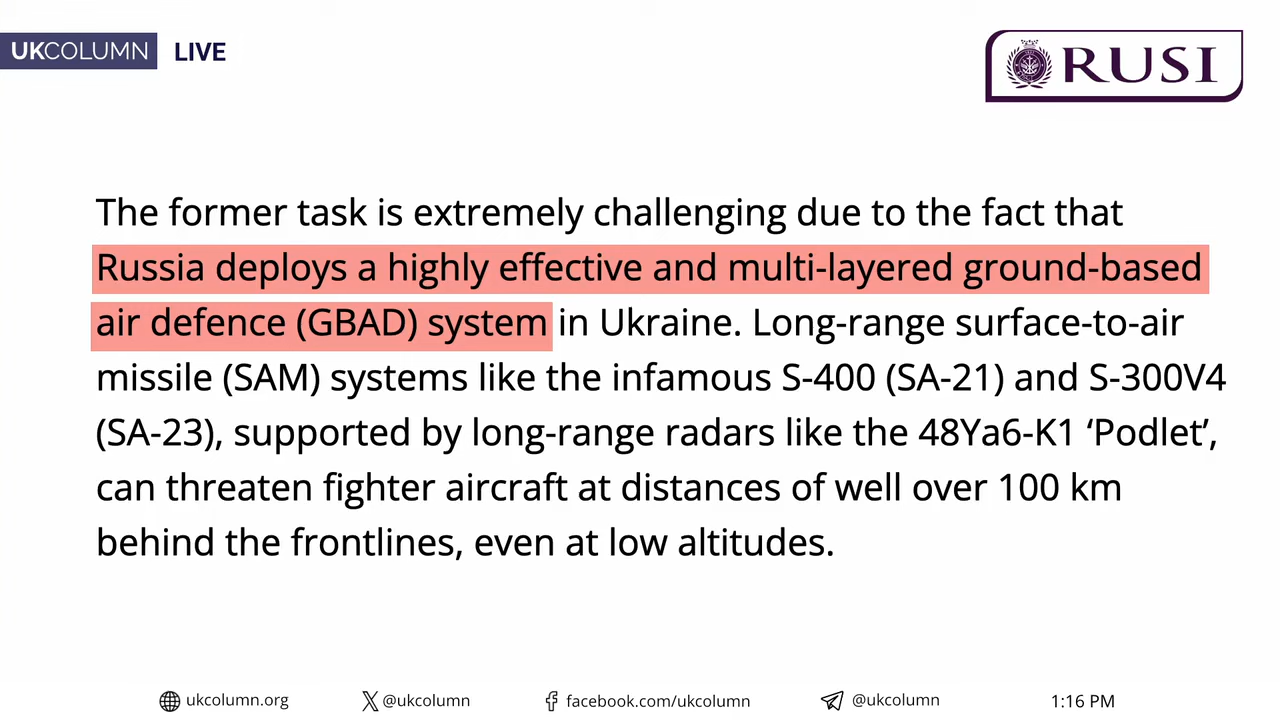 UKCOLUMN LIVE
RUSI
The former task is extremely challenging due to the fact that
Russia deploys a highly effective and multi-layered ground-based
air defence (GBAD) system in Ukraine. Long-range surface-to-air
missile (SAM) systems like the infamous S-400 (SA-21) and S-300V4
(SA-23), supported by long-range radars like the 48Ya6-K1 ‘Podlet’,
can threaten fighter aircraft at distances of well over 100 km
behind the frontlines, even at low altitudes.
ukcolumn.org @ukcolumn facebook.com/ukcolumn @ukcolumn 1:16 PM